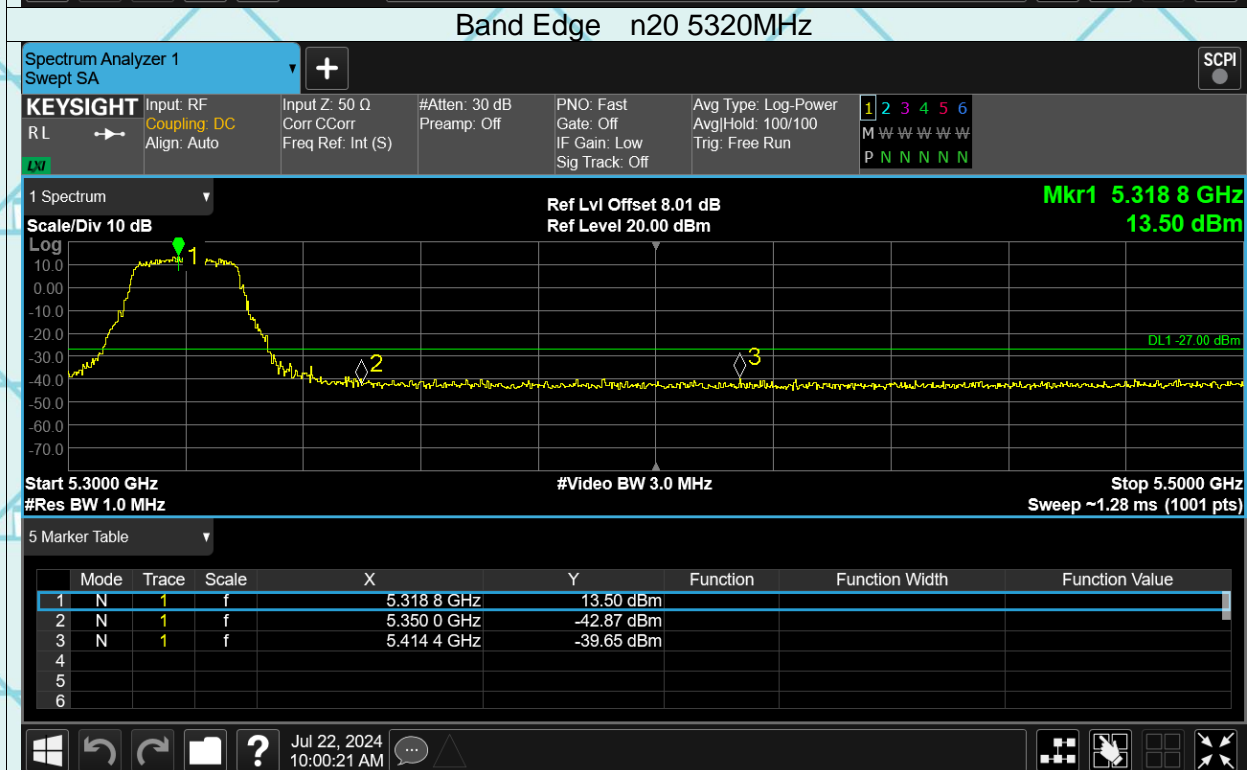 Band Edge n20 5320MHz
Spectrum Analyzer 1
Swept SA
+
SCPI
KEYSIGHT
RL
LXI
Input: RF
Coupling: DC
Align: Auto
Input Z: 50 Ω
Corr CCorr
Freq Ref: Int (S)
#Atten: 30 dB
Preamp: Off
PNO: Fast
Gate: Off
IF Gain: Low
Sig Track: Off
Avg Type: Log-Power
Avg|Hold: 100/100
Trig: Free Run
1 2 3 4 5 6
M W W W W W W
P N N N N N
1 Spectrum
Scale/Div 10 dB
Ref Lvl Offset 8.01 dB
Ref Level 20.00 dBm
Mkr1 5.318 8 GHz
13.50 dBm
Log
10.0
0.00
-10.0
-20.0
-30.0
-40.0
-50.0
-60.0
-70.0
1
2
3
DL1 -27.00 dBm
Start 5.3000 GHz
#Video BW 3.0 MHz
Stop 5.5000 GHz
#Res BW 1.0 MHz
Sweep ~1.28 ms (1001 pts)
5 Marker Table
Mode Trace Scale X Y Function Function Width Function Value
1 N 1 f 5.318 8 GHz 13.50 dBm
2 N 1 f 5.350 0 GHz -42.87 dBm
3 N 1 f 5.414 4 GHz -39.65 dBm
4
5
6
?
Jul 22, 2024
10:00:21 AM